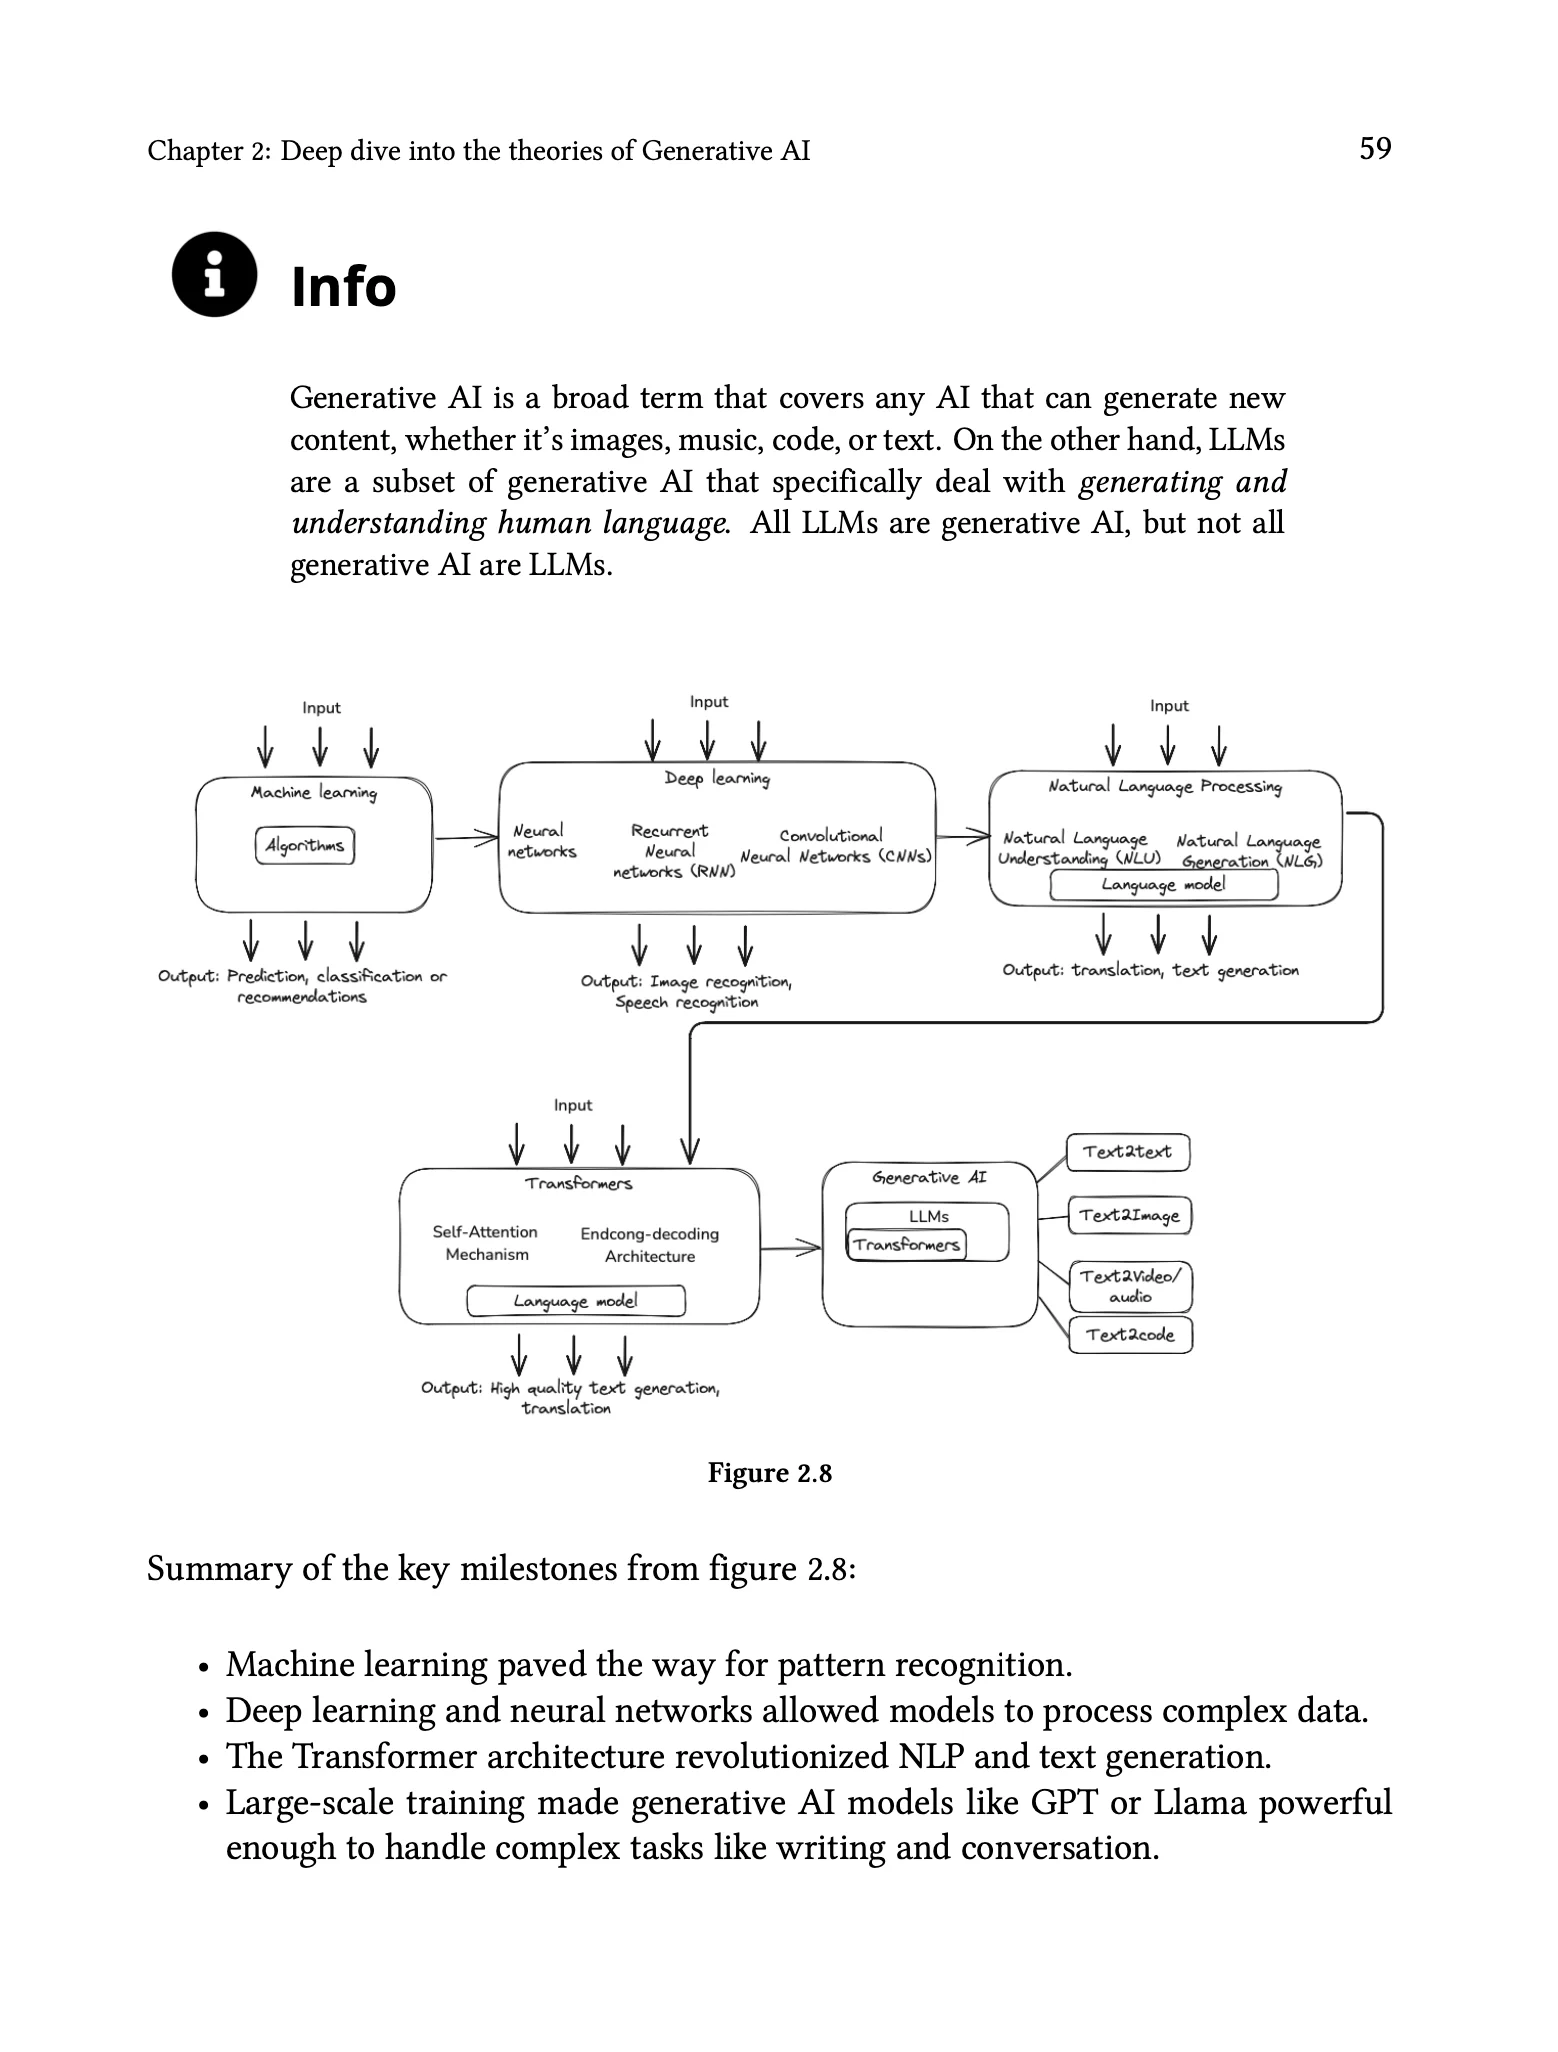 Chapter 2: Deep dive into the theories of Generative AI 59
Info
Generative AI is a broad term that covers any AI that can generate new
content, whether it's images, music, code, or text. On the other hand, LLMs
are a subset of generative AI that specifically deal with generating and
understanding human language. All LLMs are generative AI, but not all
generative AI are LLMs.
Input
Machine learning
Algorithms
Output: Prediction, classification or
recommendations
Input
Deep learning
Neural
networks
Recurrent
Neural
networks (RNN)
Convolutional
Neural Networks (CNNs)
Output: Image recognition,
Speech recognition
Input
Natural Language Processing
Natural Language
Understanding (NLU)
Natural Language
Generation (NLG)
Language model
Output: translation, text generation
Input
Transformers
Self-Attention
Mechanism
Endcong-decoding
Architecture
Language model
Output: High quality text generation,
translation
Generative AI
LLMs
Transformers
Text2text
Text2Image
Text2Video/
audio
Text2code
Figure 2.8
Summary of the key milestones from figure 2.8:
• Machine learning paved the way for pattern recognition.
• Deep learning and neural networks allowed models to process complex data.
• The Transformer architecture revolutionized NLP and text generation.
• Large-scale training made generative AI models like GPT or Llama powerful
enough to handle complex tasks like writing and conversation.